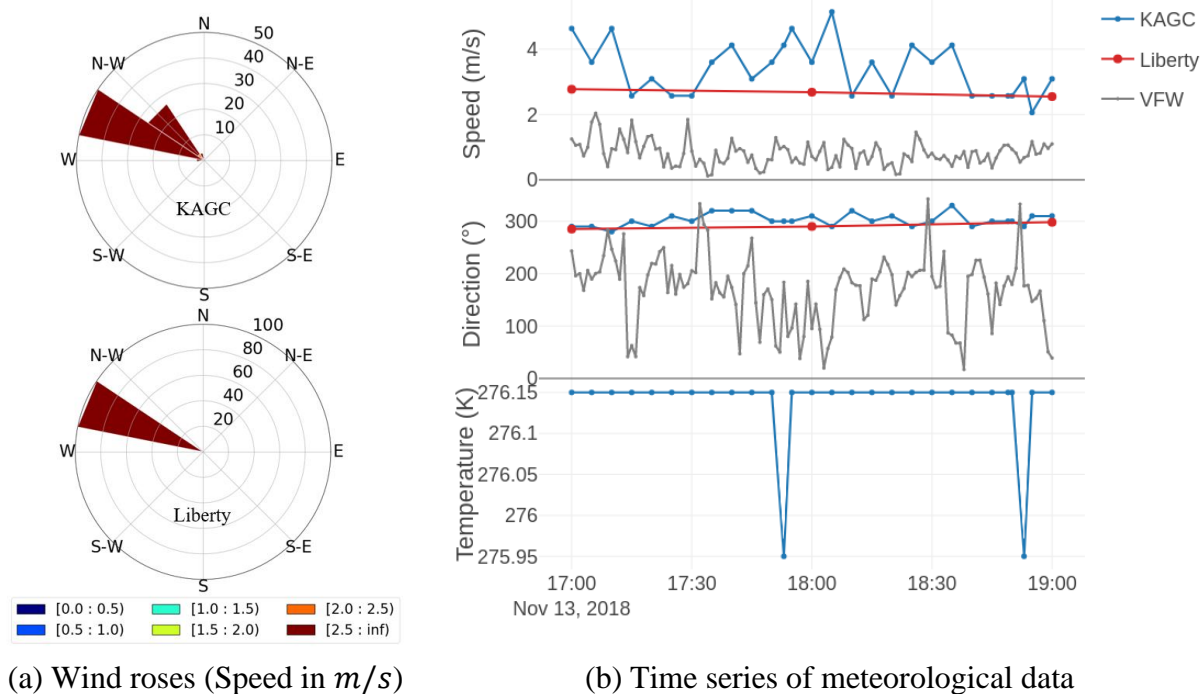 N
50
40
30
20
10
N-W
N-E
W
E
KAGC
S-W
S-E
S
N
100
80
60
40
20
N-W
N-E
W
E
Liberty
S-W
S-E
S
[0.0 : 0.5) [1.0 : 1.5) [2.0 : 2.5)
[0.5 : 1.0) [1.5 : 2.0) [2.5 : inf)
(a) Wind roses (Speed in m/s)
KAGC
Liberty
VFW
Speed (m/s)
4
2
0
Direction (°)
300
200
100
0
Temperature (K)
276.15
276.1
276.05
276
275.95
17:00 17:30 18:00 18:30 19:00
Nov 13, 2018
(b) Time series of meteorological data